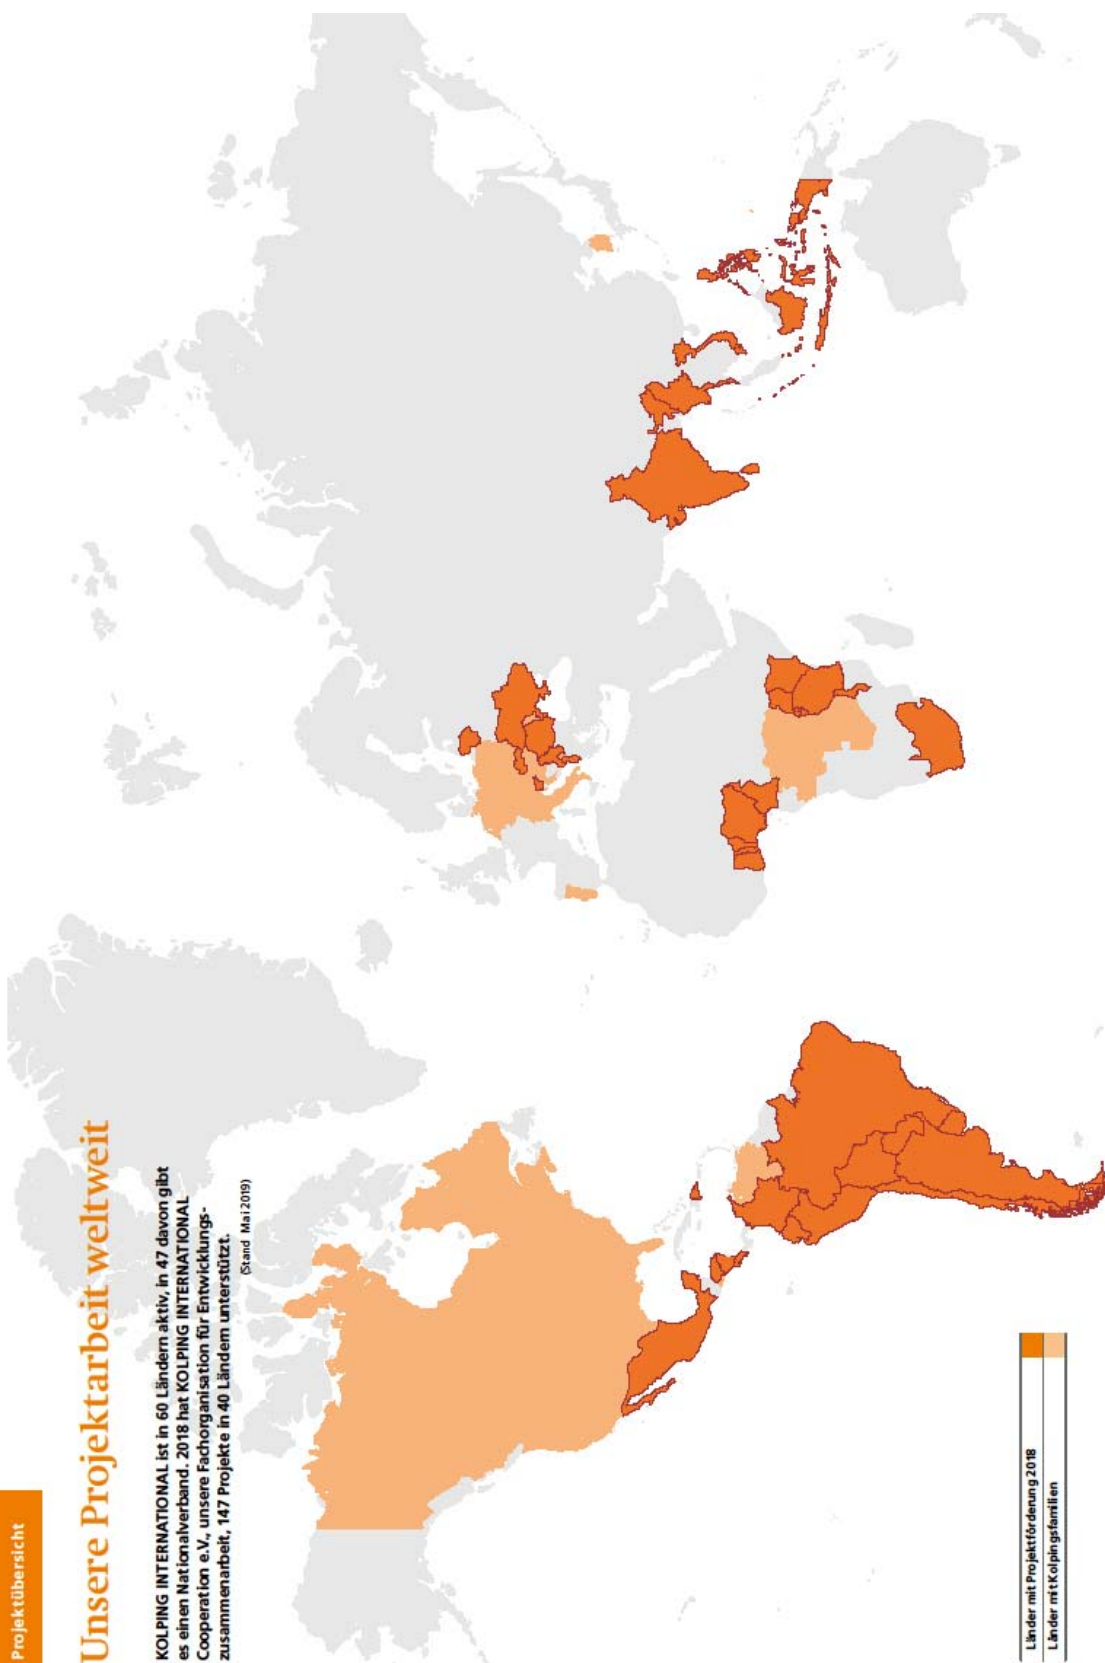 Projektübersicht
Unsere Projektarbeit weltweit
KOLPING INTERNATIONAL ist in 60 Ländern aktiv, in 47 davon gibt
es einen Nationalverband. 2018 hat KOLPING INTERNATIONAL
Cooperation e.V., unsere Fachorganisation für Entwicklungs-
zusammenarbeit, 147 Projekte in 40 Ländern unterstützt.
(Stand Mai 2019)
Länder mit Projektförderung 2018
Länder mit Kolpingsfamilien